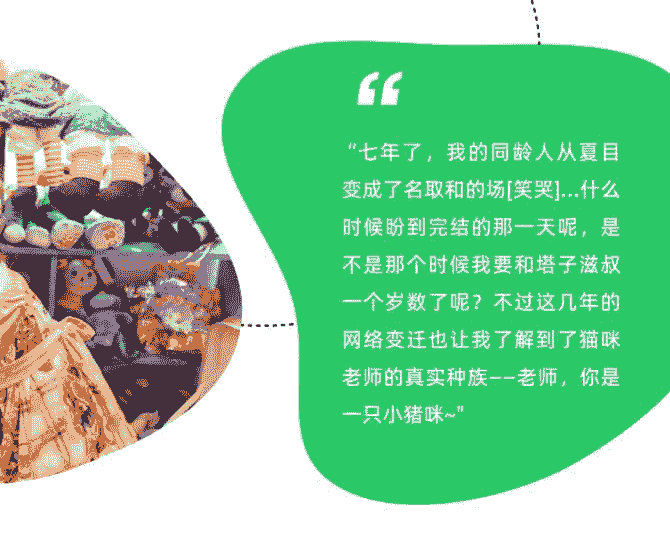 “
“七年了，我的同龄人从夏目
变成了名取和的场[笑哭]...什么
时候盼到完结的那一天呢，是
不是那个时候我要和塔子滋叔
一个岁数了呢？不过这几年的
网络变迁也让我了解到了猫咪
老师的真实种族——老师，你是
一只小猪咪~”